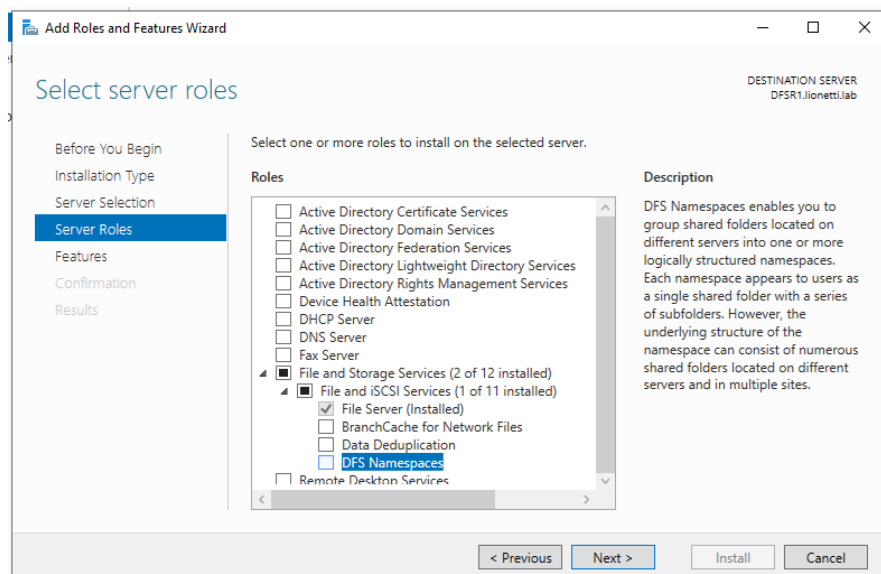 Add Roles and Features Wizard
Select server roles
DESTINATION SERVER
DFSR1.lionetti.lab
Before You Begin
Installation Type
Server Selection
Server Roles
Features
Confirmation
Results
Select one or more roles to install on the selected server.
Roles
Active Directory Certificate Services
Active Directory Domain Services
Active Directory Federation Services
Active Directory Lightweight Directory Services
Active Directory Rights Management Services
Device Health Attestation
DHCP Server
DNS Server
Fax Server
File and Storage Services (2 of 12 installed)
File and iSCSI Services (1 of 11 installed)
File Server (Installed)
BranchCache for Network Files
Data Deduplication
DFS Namespaces
Remote Desktop Services
Description
DFS Namespaces enables you to
group shared folders located on
different servers into one or more
logically structured namespaces.
Each namespace appears to users as
a single shared folder with a series
of subfolders. However, the
underlying structure of the
namespace can consist of numerous
shared folders located on different
servers and in multiple sites.
< Previous
Next >
Install
Cancel